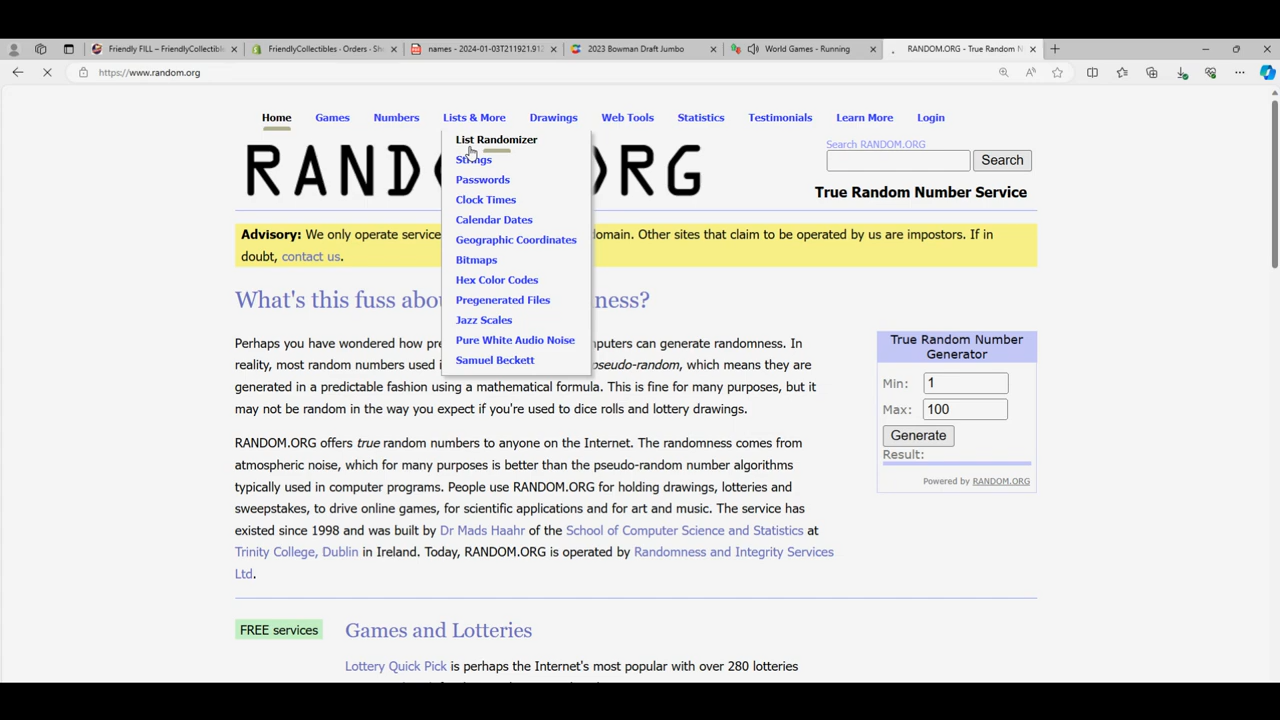 Friendly FILL – FriendlyCollectibl
FriendlyCollectibles · Orders · Sh
names - 2024-01-03T211921.91
2023 Bowman Draft Jumbo
World Games - Running
RANDOM.ORG - True Random N
https://www.random.org
Home Games Numbers Lists & More Drawings Web Tools Statistics Testimonials Learn More Login
List Randomizer
Strings
Passwords
Clock Times
Calendar Dates
Geographic Coordinates
Bitmaps
Hex Color Codes
Pregenerated Files
Jazz Scales
Pure White Audio Noise
Samuel Beckett
RAND RG
Search RANDOM.ORG
Search
True Random Number Service
Advisory: We only operate service domain. Other sites that claim to be operated by us are impostors. If in
doubt, contact us.
What's this fuss abo ness?
Perhaps you have wondered how pre puters can generate randomness. In
reality, most random numbers used i pseudo-random, which means they are
generated in a predictable fashion using a mathematical formula. This is fine for many purposes, but it
may not be random in the way you expect if you're used to dice rolls and lottery drawings.
RANDOM.ORG offers true random numbers to anyone on the Internet. The randomness comes from
atmospheric noise, which for many purposes is better than the pseudo-random number algorithms
typically used in computer programs. People use RANDOM.ORG for holding drawings, lotteries and
sweepstakes, to drive online games, for scientific applications and for art and music. The service has
existed since 1998 and was built by Dr Mads Haahr of the School of Computer Science and Statistics at
Trinity College, Dublin in Ireland. Today, RANDOM.ORG is operated by Randomness and Integrity Services
Ltd.
True Random Number
Generator
Min: 1
Max: 100
Generate
Result:
Powered by RANDOM.ORG
FREE services
Games and Lotteries
Lottery Quick Pick is perhaps the Internet's most popular with over 280 lotteries